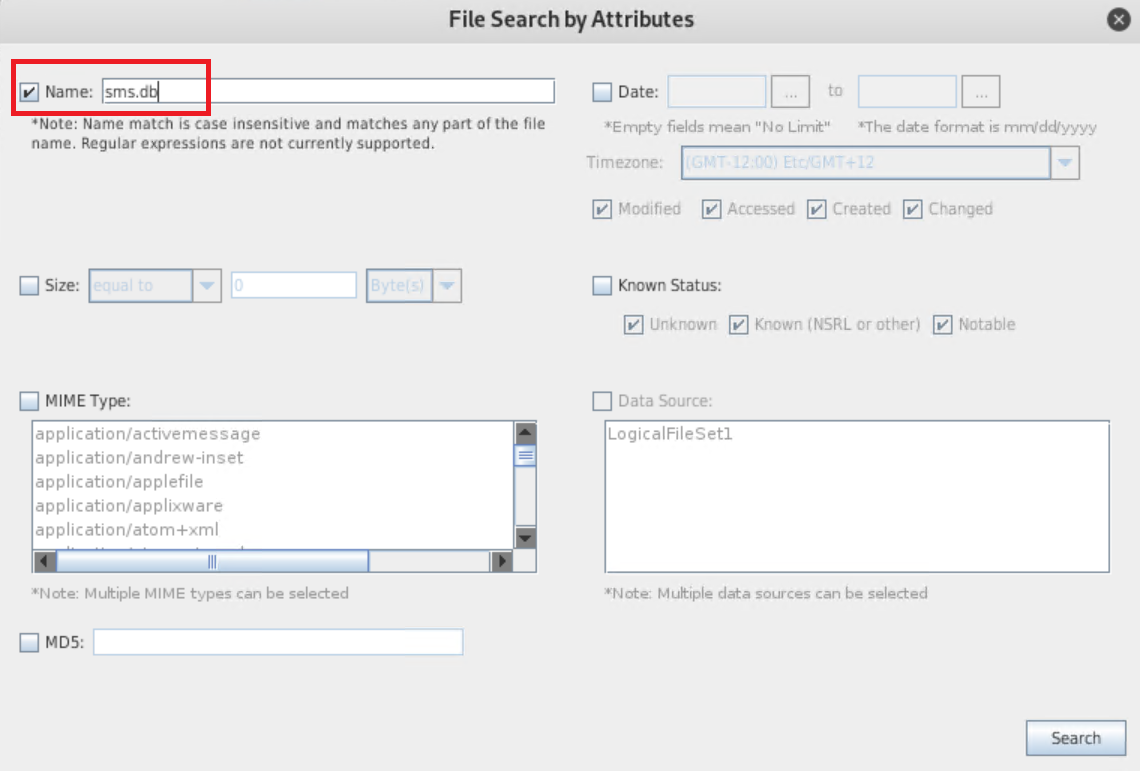 File Search by Attributes
Name: sms.db
*Note: Name match is case insensitive and matches any part of the file
name. Regular expressions are not currently supported.
Date: ... to ...
*Empty fields mean "No Limit" *The date format is mm/dd/yyyy
Timezone: (GMT-12:00) Etc/GMT+12
Modified Accessed Created Changed
Size: equal to 0 Byte(s)
Known Status:
Unknown Known (NSRL or other) Notable
MIME Type:
application/activemessage
application/andrew-inset
application/applefile
application/applixware
application/atom+xml
*Note: Multiple MIME types can be selected
Data Source:
LogicalFileSet1
*Note: Multiple data sources can be selected
MD5:
Search